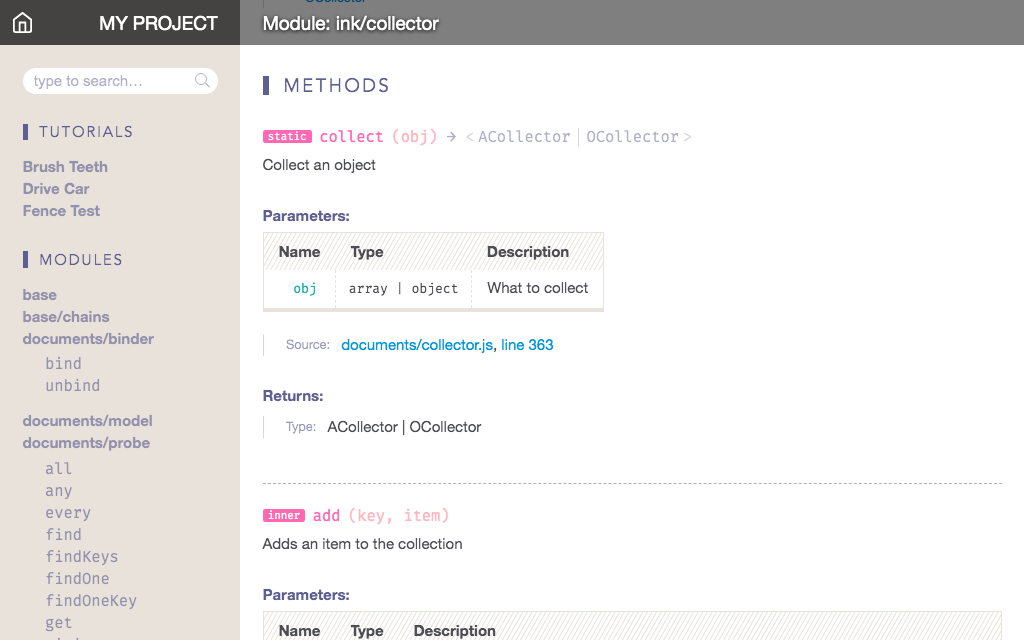 MY PROJECT
Module: ink/collector
type to search...
TUTORIALS
Brush Teeth
Drive Car
Fence Test
MODULES
base
base/chains
documents/binder
bind
unbind
documents/model
documents/probe
all
any
every
find
findKeys
findOne
findOneKey
get
METHODS
static collect (obj) → < ACollector | OCollector >
Collect an object
Parameters:
Name Type Description
obj array | object What to collect
Source: documents/collector.js, line 363
Returns:
Type: ACollector | OCollector
inner add (key, item)
Adds an item to the collection
Parameters:
Name Type Description